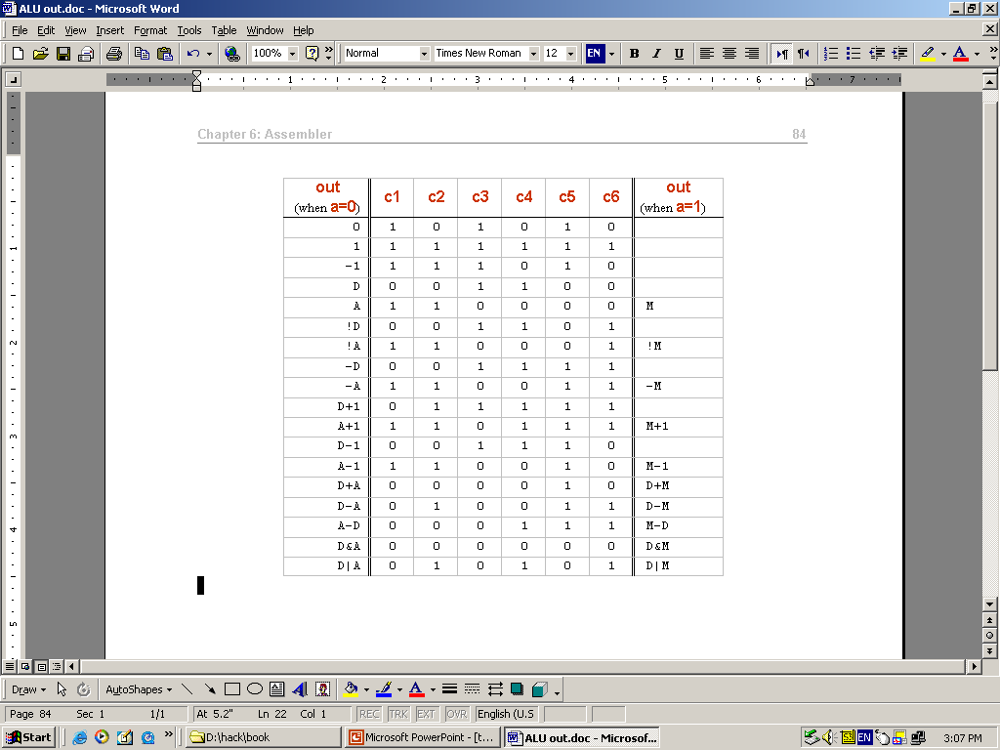 ALU out.doc - Microsoft Word
File Edit View Insert Format Tools Table Window Help
100% Normal Times New Roman 12 EN B I U
1 2 3 4 5 6 7
Chapter 6: Assembler 84
out (when a=0) c1 c2 c3 c4 c5 c6 out (when a=1)
0 1 0 1 0 1 0
1 1 1 1 1 1 1
-1 1 1 1 0 1 0
D 0 0 1 1 0 0
A 1 1 0 0 0 0 M
!D 0 0 1 1 0 1
!A 1 1 0 0 0 1 !M
-D 0 0 1 1 1 1
-A 1 1 0 0 1 1 -M
D+1 0 1 1 1 1 1
A+1 1 1 0 1 1 1 M+1
D-1 0 0 1 1 1 0
A-1 1 1 0 0 1 0 M-1
D+A 0 0 0 0 1 0 D+M
D-A 0 1 0 0 1 1 D-M
A-D 0 0 0 1 1 1 M-D
D&A 0 0 0 0 0 0 D&M
D|A 0 1 0 1 0 1 D|M
1
2
3
4
5
Draw AutoShapes A A
Page 84 Sec 1 1/1 At 5.2" Ln 22 Col 1 REC TRK EXT OVR English (U.S
Start D:\hack\book Microsoft PowerPoint - [t... ALU out.doc - Microsof... EN 3:07 PM